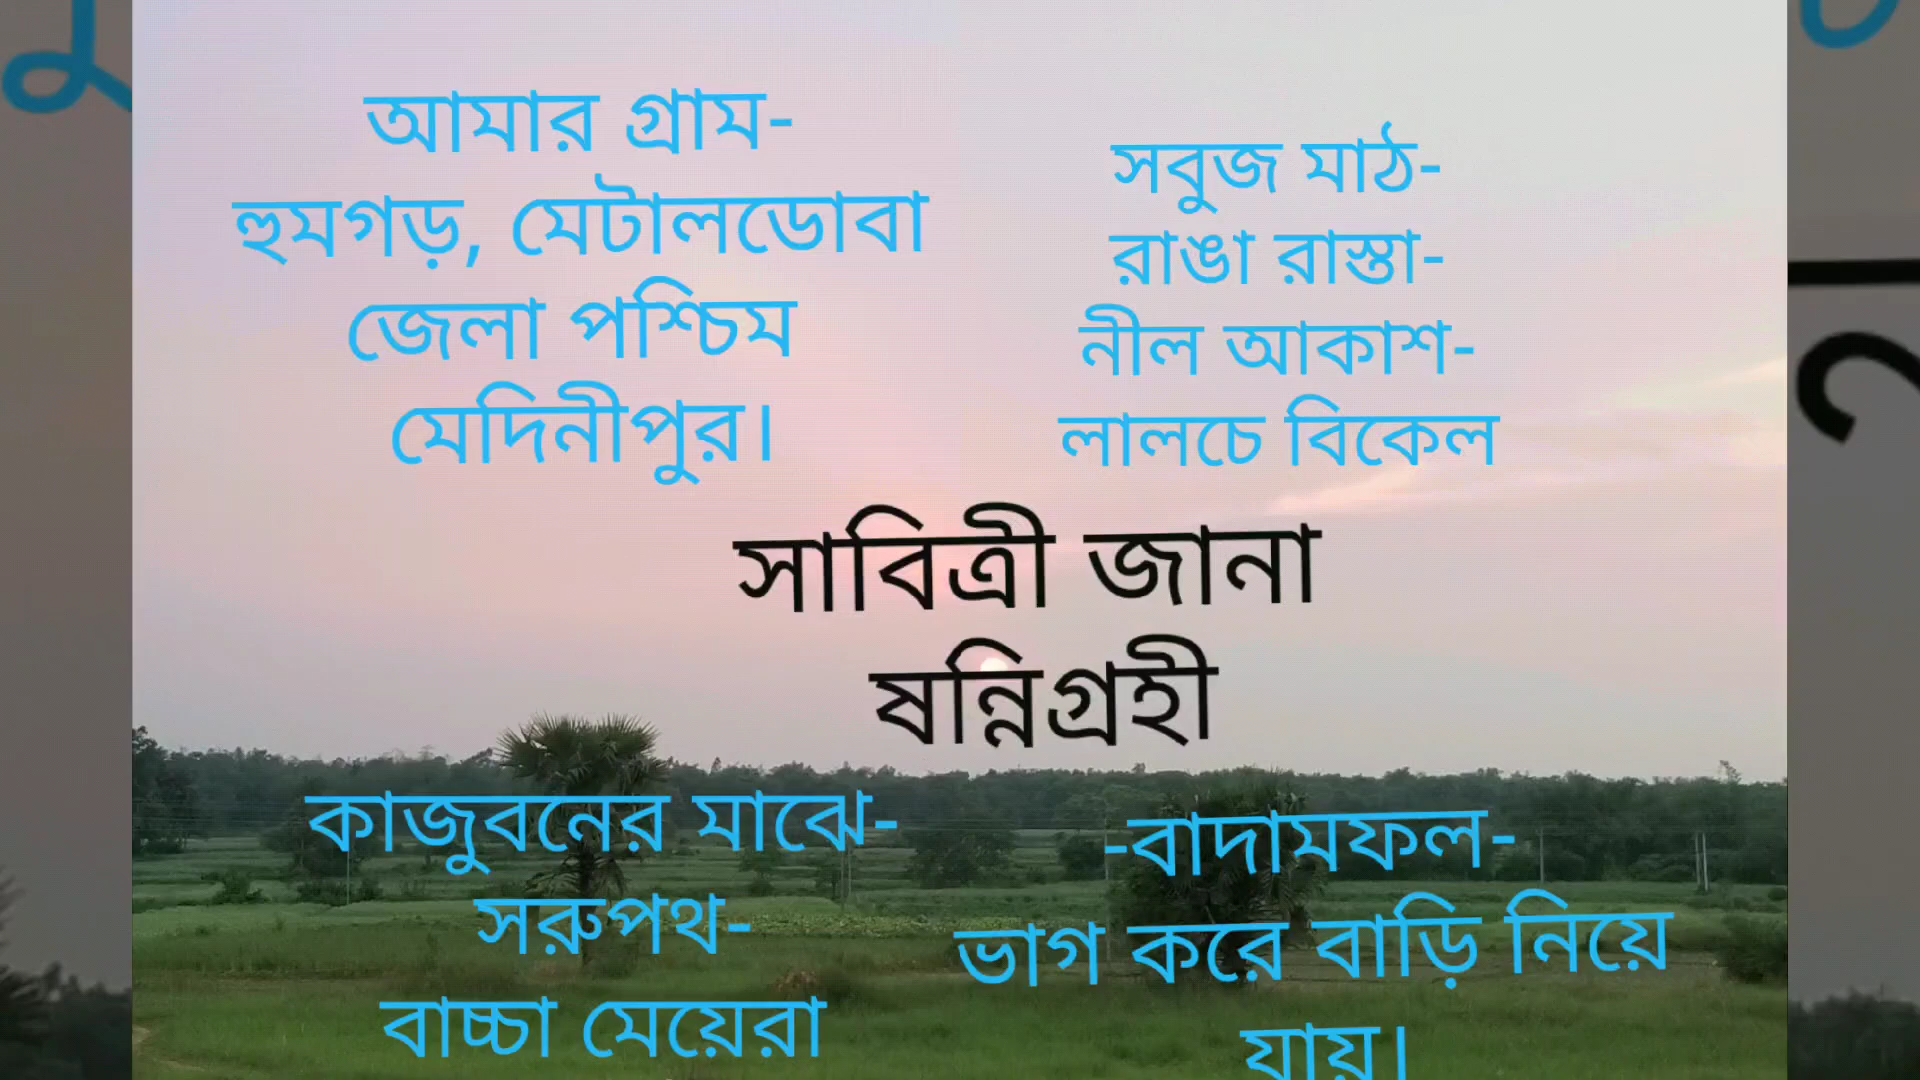 আমার গ্রাম-
হুমগড়, মেটালডোবা
জেলা পশ্চিম
মেদিনীপুর।
সবুজ মাঠ-
রাঙা রাস্তা-
নীল আকাশ-
লালচে বিকেল
সাবিত্রী জানা
ষন্নিগ্রহী
কাজুবনের মাঝে-
সরুপথ-
বাচ্চা মেয়েরা
-বাদামফল-
ভাগ করে বাড়ি নিয়ে
যায়।